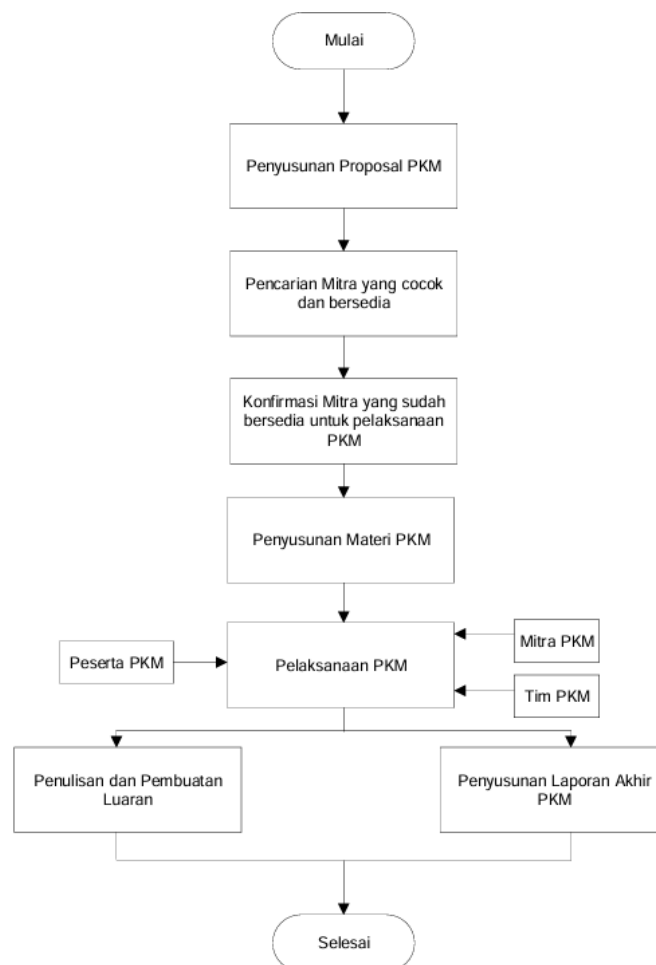 Mulai
Penyusunan Proposal PKM
Pencarian Mitra yang cocok
dan bersedia
Konfirmasi Mitra yang sudah
bersedia untuk pelaksanaan
PKM
Penyusunan Materi PKM
Peserta PKM
Pelaksanaan PKM
Mitra PKM
Tim PKM
Penulisan dan Pembuatan
Luaran
Penyusunan Laporan Akhir
PKM
Selesai